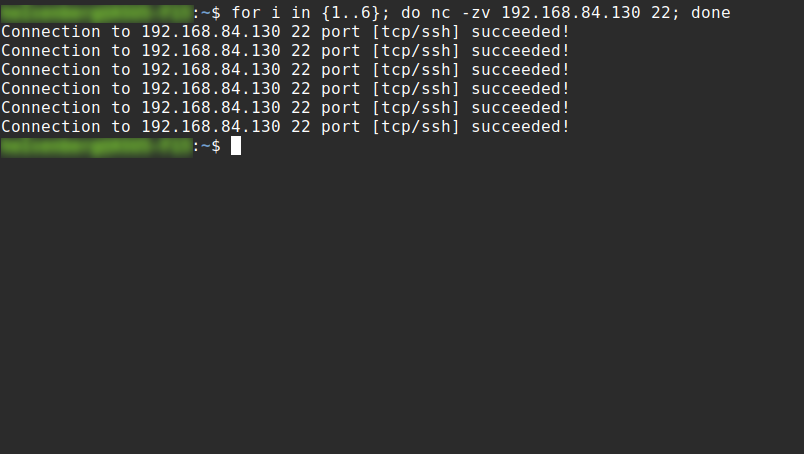 :~$ for i in {1..6}; do nc -zv 192.168.84.130 22; done
Connection to 192.168.84.130 22 port [tcp/ssh] succeeded!
Connection to 192.168.84.130 22 port [tcp/ssh] succeeded!
Connection to 192.168.84.130 22 port [tcp/ssh] succeeded!
Connection to 192.168.84.130 22 port [tcp/ssh] succeeded!
Connection to 192.168.84.130 22 port [tcp/ssh] succeeded!
Connection to 192.168.84.130 22 port [tcp/ssh] succeeded!
:~$